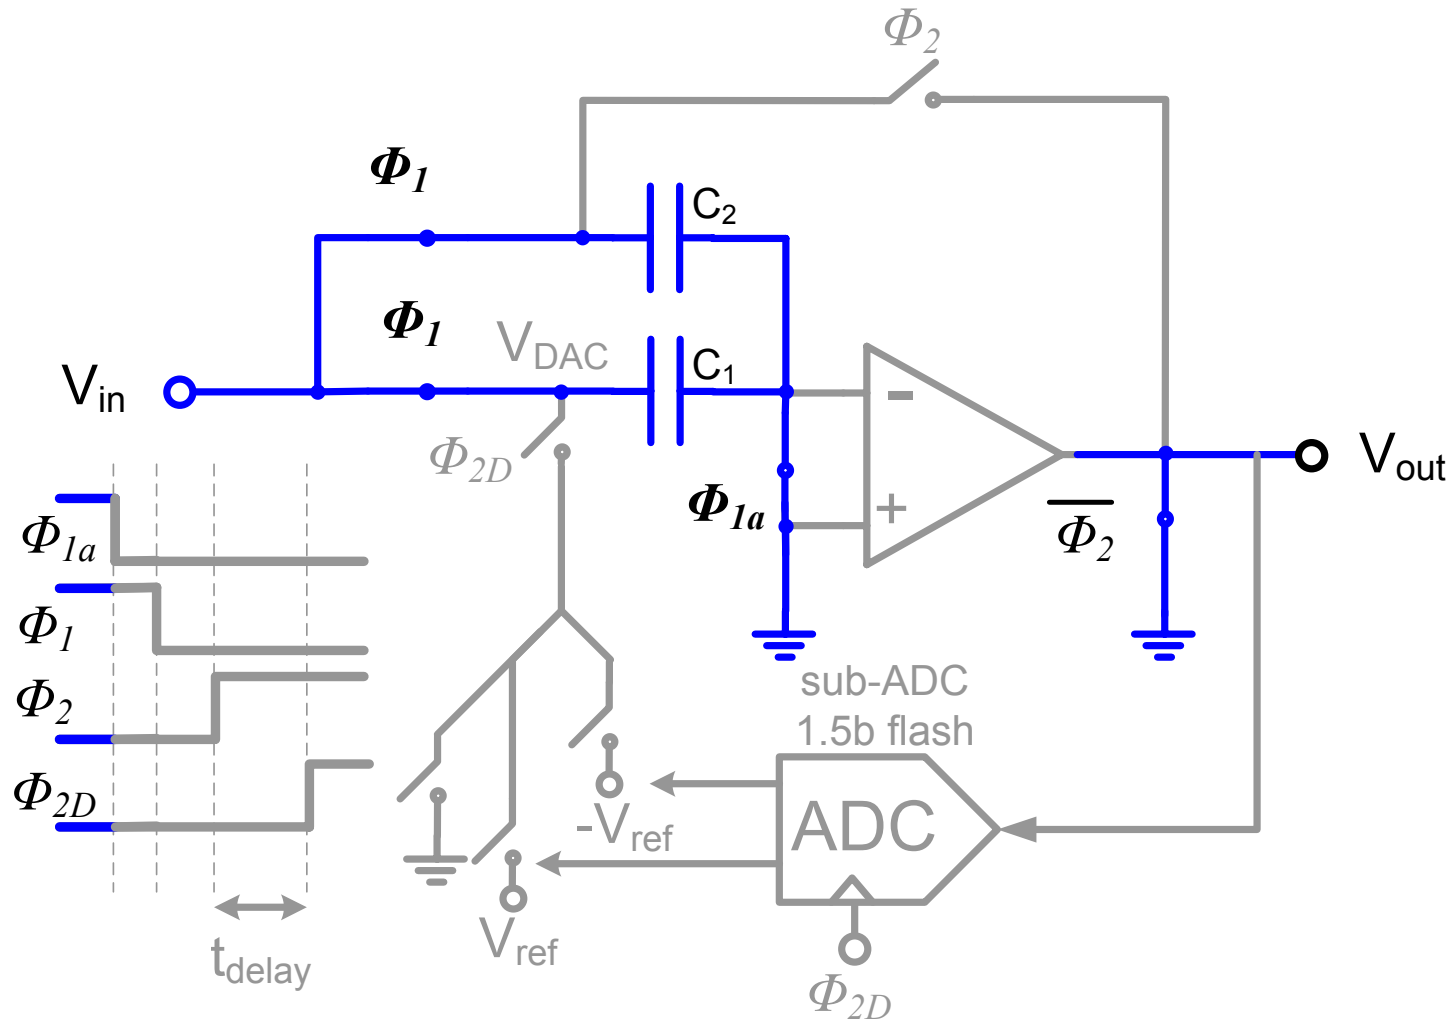 Φ2
Φ1
C2
Φ1
VDAC
C1
Vin
-
Φ2D
Vout
Φ1a
+
Φ2
Φ1a
Φ1
sub-ADC
1.5b flash
Φ2
Φ2D
-Vref
ADC
Vref
tdelay
Φ2D